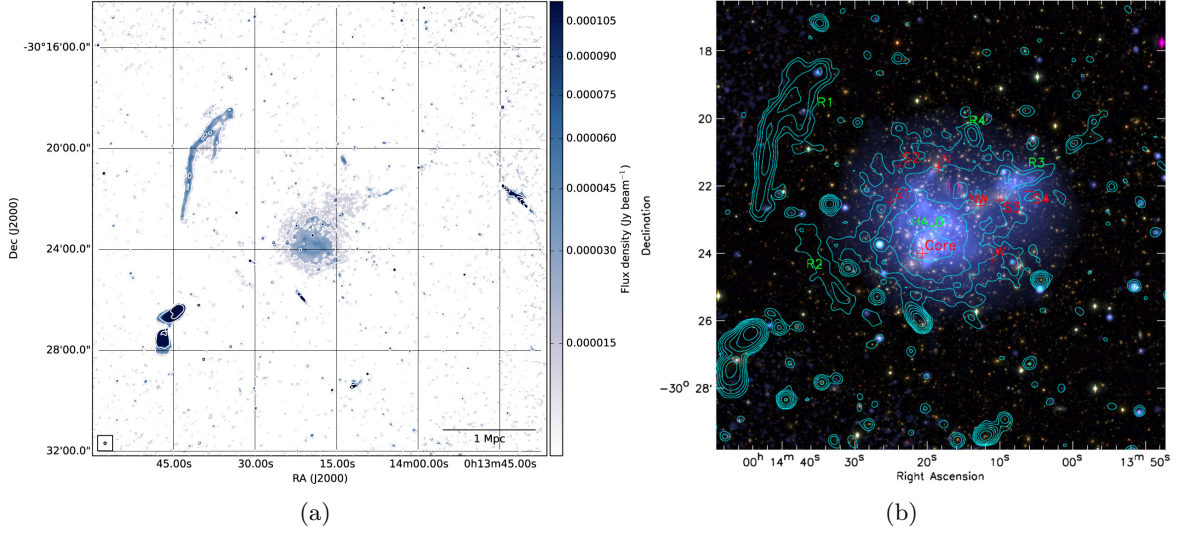 -30°16'00.0"
20'00.0"
24'00.0"
28'00.0"
32'00.0"
Dec (J2000)
45.00s
30.00s
15.00s
14m00.00s
0h13m45.00s
RA (J2000)
1 Mpc
0.000105
0.000090
0.000075
0.000060
0.000045
0.000030
0.000015
Flux density (Jy beam⁻¹)
(a)
Declination
18'
20'
22'
24'
26'
-30° 28'
R1
R4
R3
R2
Core
W
00h 14m 40s
30s
20s
10s
00s
13m 50s
Right Ascension
(b)